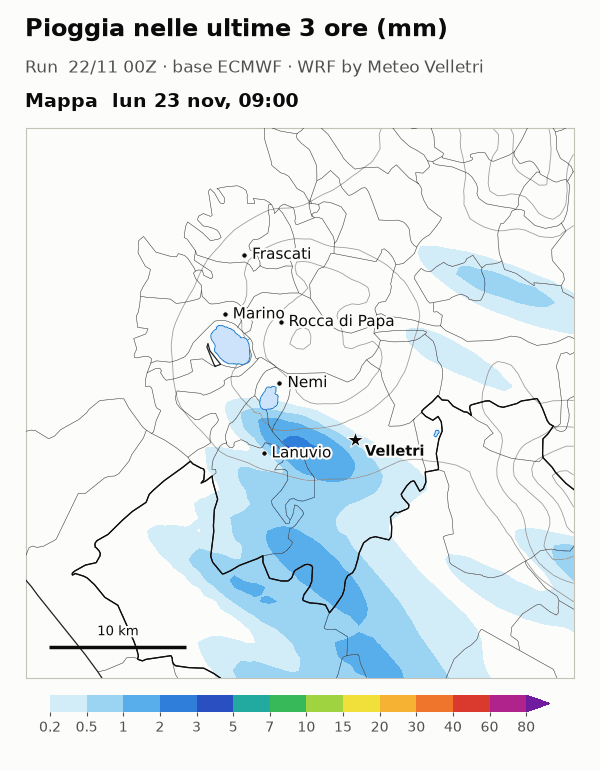 Pioggia nelle ultime 3 ore (mm)
Run  22/11 00Z · base ECMWF · WRF by Meteo Velletri
Mappa  lun 23 nov, 09:00
Frascati
Marino
Rocca di Papa
Nemi
Velletri
Lanuvio
10 km
0.2 0.5 1 2 3 5 7 10 15 20 30 40 60 80